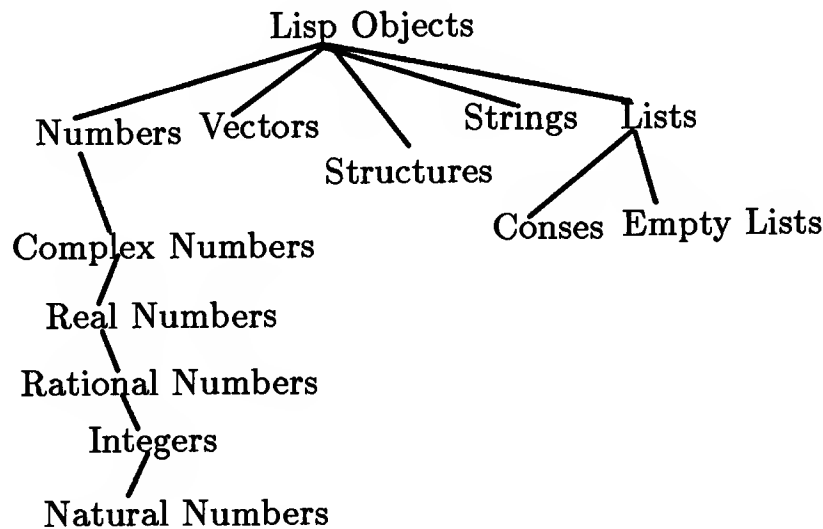 Lisp Objects
Numbers
Vectors
Structures
Strings
Lists
Conses
Empty Lists
Complex Numbers
Real Numbers
Rational Numbers
Integers
Natural Numbers